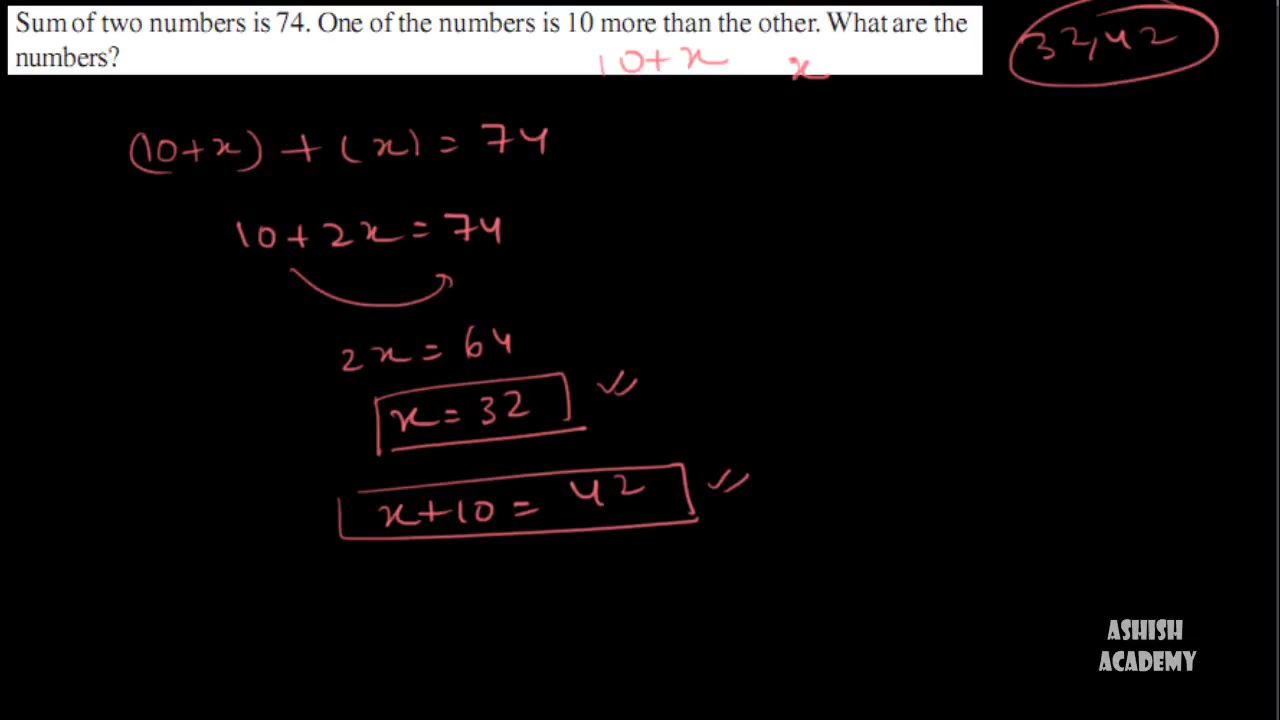 Sum of two numbers is 74. One of the numbers is 10 more than the other. What are the
numbers?
10+x x
32,42
(10+x) + (x) = 74
10+2x=74
2x=64
x=32
x+10=42
ASHISH
ACADEMY